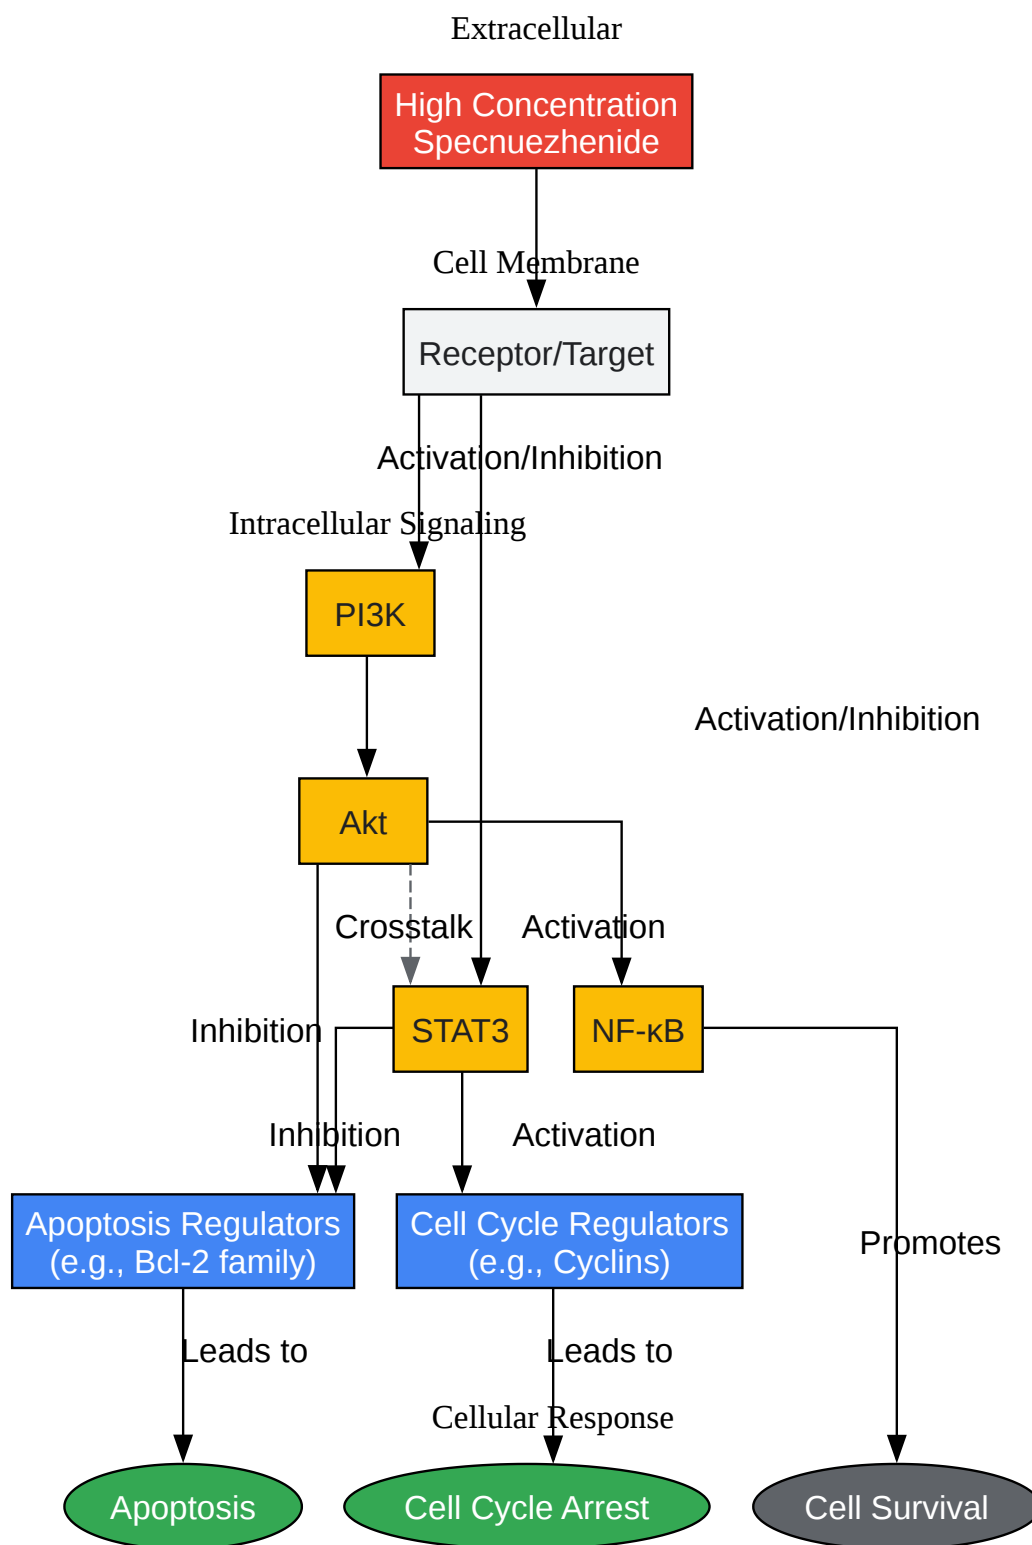 Extracellular
High Concentration
Specnuezhenide
Cell Membrane
Receptor/Target
Activation/Inhibition
Intracellular Signaling
PI3K
Activation/Inhibition
Akt
Crosstalk
Activation
Inhibition
STAT3
NF-κB
Inhibition
Activation
Apoptosis Regulators
(e.g., Bcl-2 family)
Cell Cycle Regulators
(e.g., Cyclins)
Promotes
Leads to
Leads to
Cellular Response
Apoptosis
Cell Cycle Arrest
Cell Survival